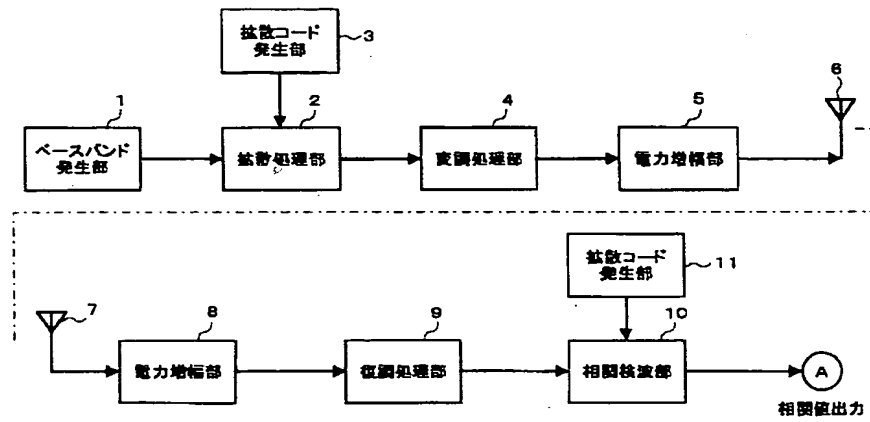 拡散コード
発生部
3
1
2
4
5
6
ベースバンド
発生部
拡散処理部
変調処理部
電力増幅部
拡散コード
発生部
11
7
8
9
10
電力増幅部
復調処理部
相関検波部
A
相関値出力